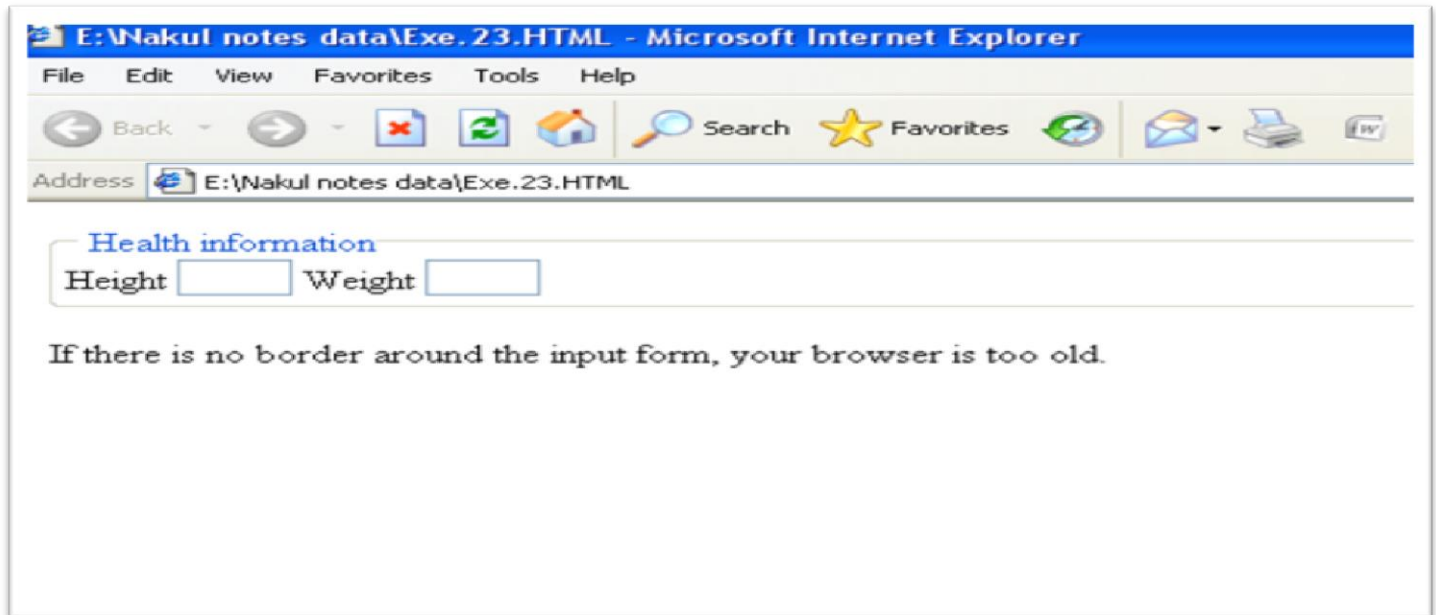 E:\Nakul notes data\Exe.23.HTML - Microsoft Internet Explorer
File Edit View Favorites Tools Help
Back Search Favorites
Address E:\Nakul notes data\Exe.23.HTML
Health information
Height Weight
If there is no border around the input form, your browser is too old.